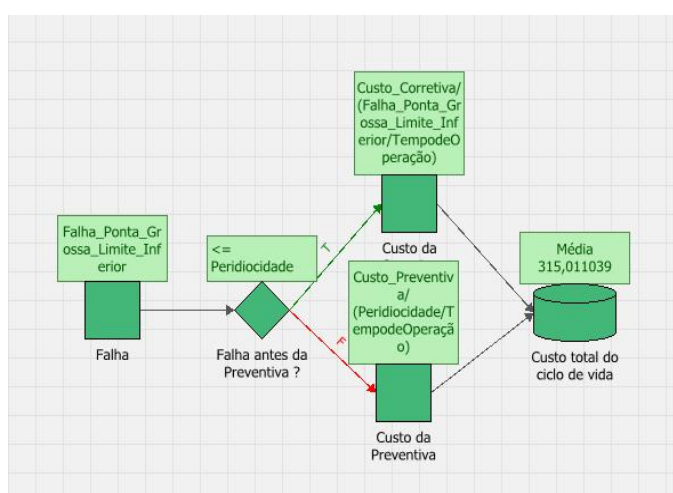 Custo_Corretiva/
(Falha_Ponta_Gr
ossa_Limite_Inf
erior/TempodeO
peração)
Falha_Ponta_Gr
ossa_Limite_Inf
erior
<=
Peridiocidade
T
Custo da
Média
315,011039
Custo_Preventiv
a/
(Peridiocidade/T
empodeOperaçã
o)
F
Falha
Falha antes da
Preventiva ?
Custo total do
ciclo de vida
Custo da
Preventiva